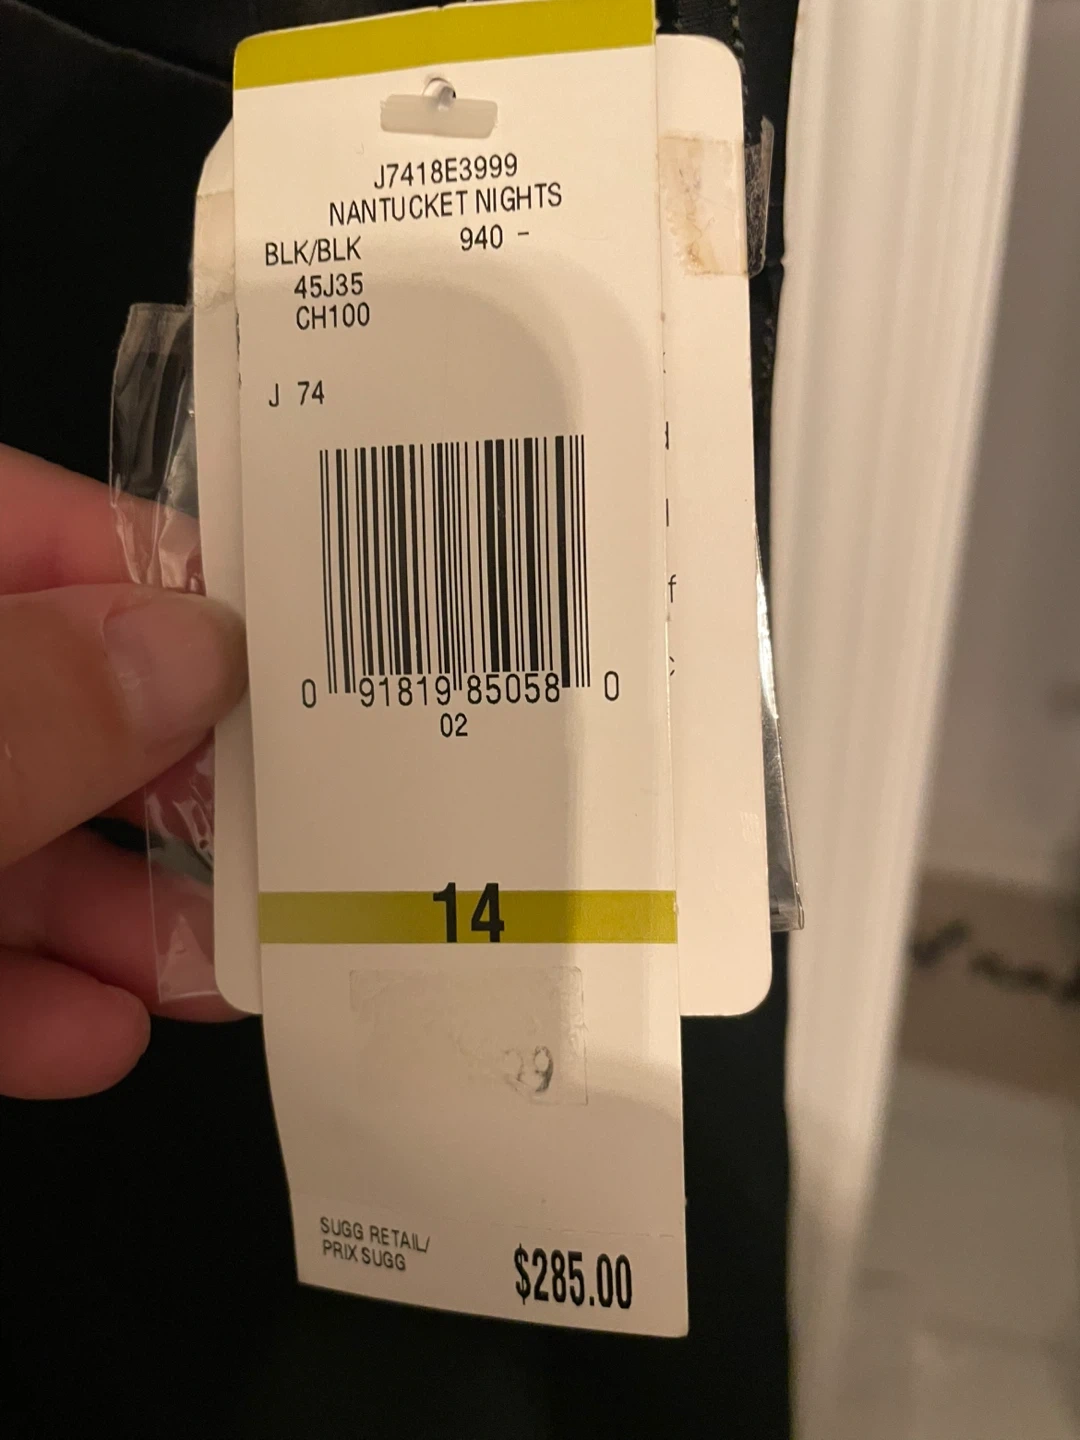 J7418E3999
NANTUCKET NIGHTS
BLK/BLK 940 -
45J35
CH100
J 74
0 91819 85058 0
02
14
SUGG RETAIL/
PRIX SUGG
$285.00